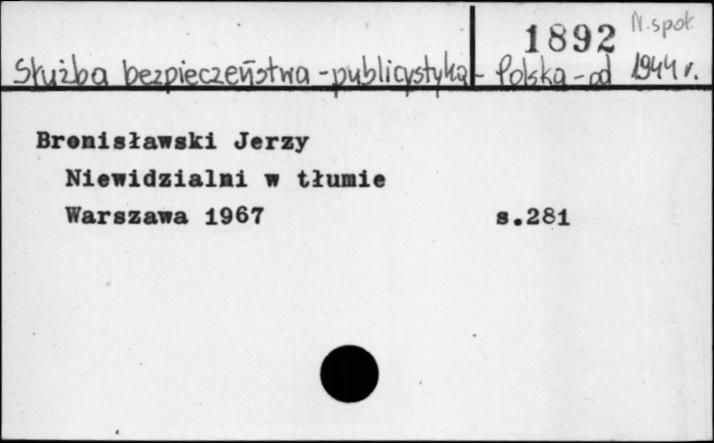 1892 N.społ.
Służba bezpieczeństwa - publicystyka - Polska - od 1944 r.
Bronisławski Jerzy
Niewidzialni w tłumie
Warszawa 1967 s.281